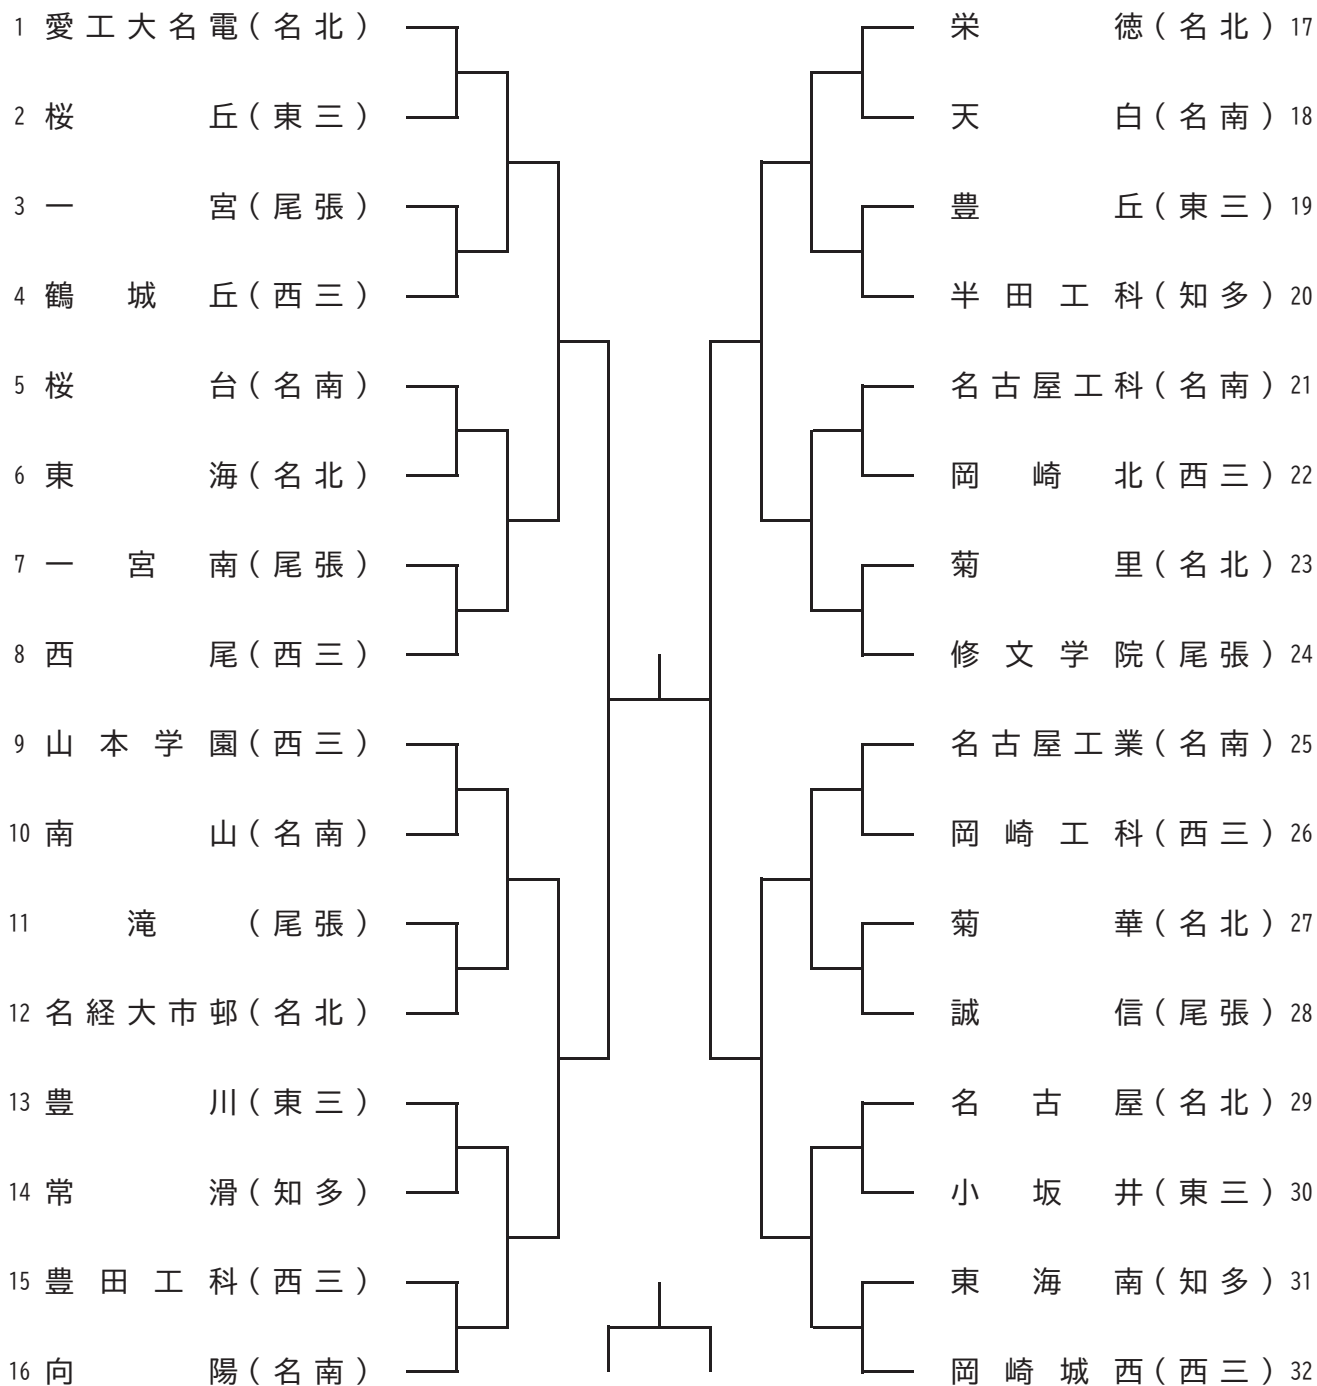 1 愛工大名電(名北)
2 桜丘(東三)
3 一宮(尾張)
4 鶴城丘(西三)
5 桜台(名南)
6 東海(名北)
7 一宮南(尾張)
8 西尾(西三)
9 山本学園(西三)
10 南山(名南)
11 滝(尾張)
12 名経大市邨(名北)
13 豊川(東三)
14 常滑(知多)
15 豊田工科(西三)
16 向陽(名南)
栄徳(名北) 17
天白(名南) 18
豊丘(東三) 19
半田工科(知多) 20
名古屋工科(名南) 21
岡崎北(西三) 22
菊里(名北) 23
修文学院(尾張) 24
名古屋工業(名南) 25
岡崎工科(西三) 26
菊華(名北) 27
誠信(尾張) 28
名古屋(名北) 29
小坂井(東三) 30
東海南(知多) 31
岡崎城西(西三) 32